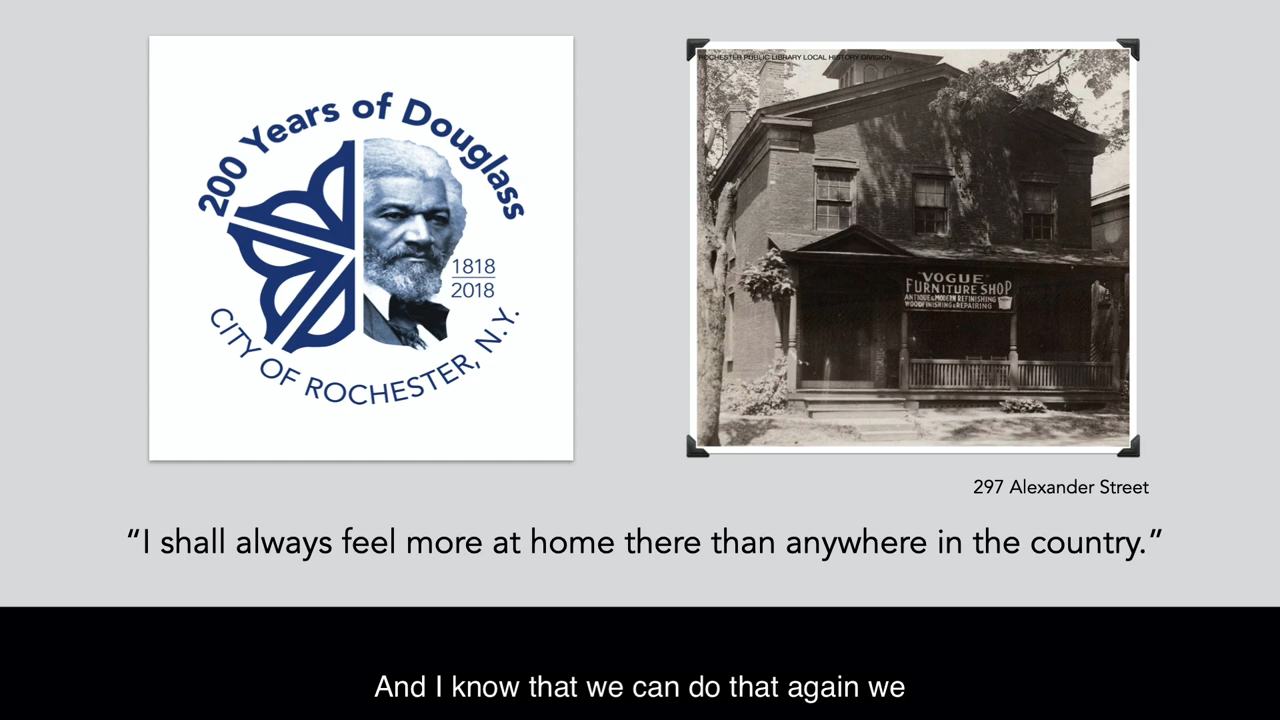 200 Years of Douglass
1818
2018
CITY OF ROCHESTER, N.Y.
ROCHESTER PUBLIC LIBRARY LOCAL HISTORY DIVISION
"VOGUE"
FURNITURE SHOP
ANTIQUE & MODERN REFINISHING
WOODFINISHING & REPAIRING
297 Alexander Street
“I shall always feel more at home there than anywhere in the country.”
And I know that we can do that again we